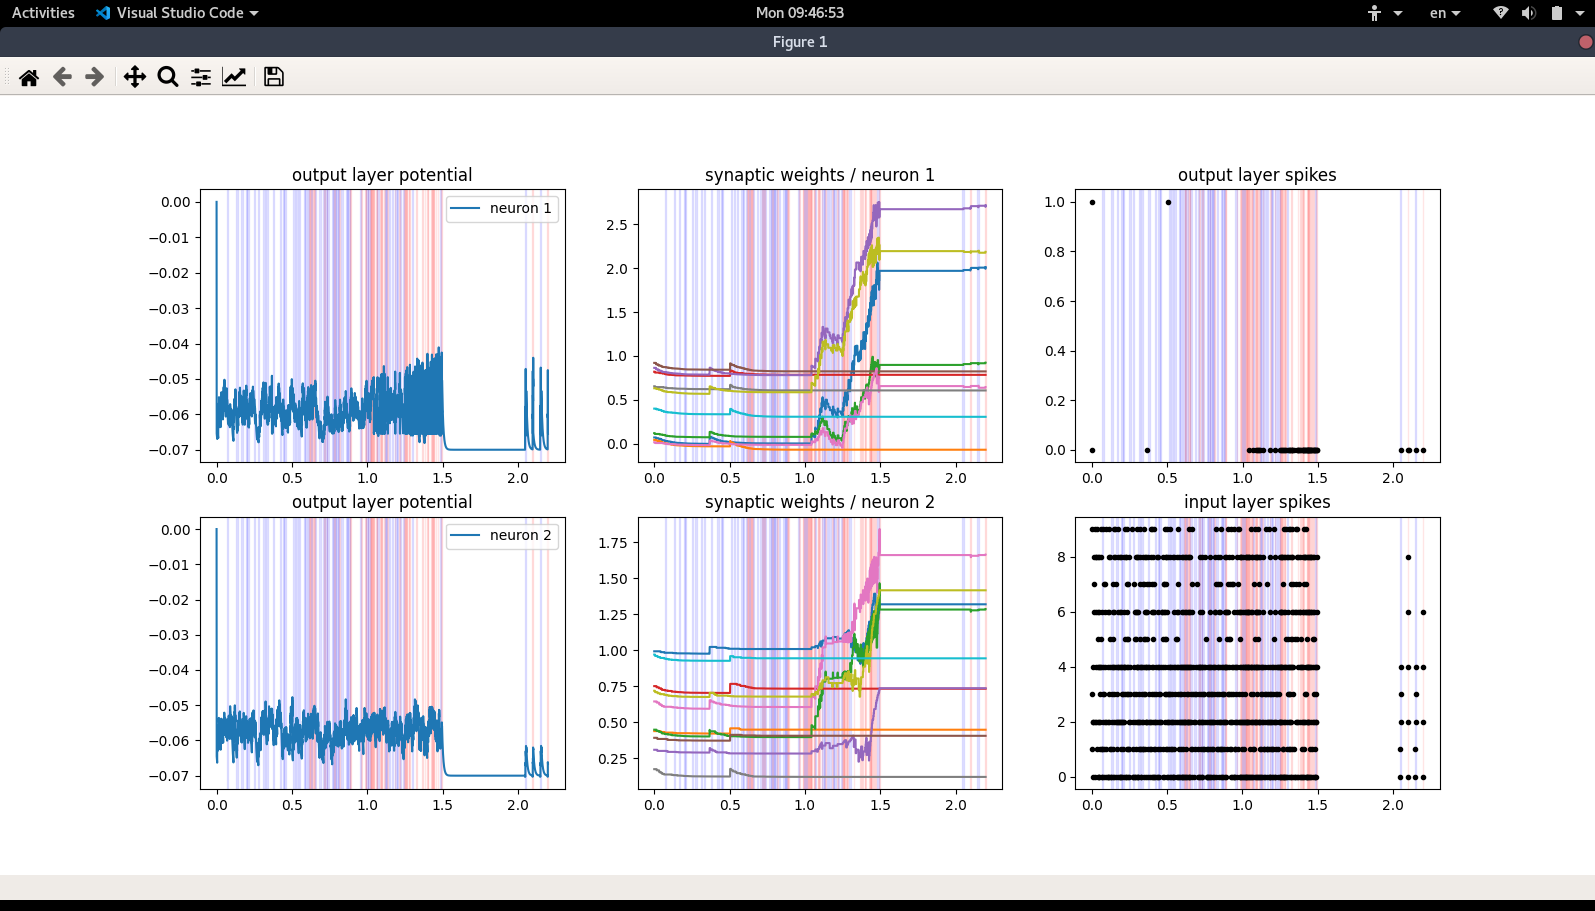 Activities Visual Studio Code Mon 09:46:53 en
Figure 1
output layer potential
neuron 1
0.00
−0.01
−0.02
−0.03
−0.04
−0.05
−0.06
−0.07
0.0 0.5 1.0 1.5 2.0
synaptic weights / neuron 1
2.5
2.0
1.5
1.0
0.5
0.0
0.0 0.5 1.0 1.5 2.0
output layer spikes
1.0
0.8
0.6
0.4
0.2
0.0
0.0 0.5 1.0 1.5 2.0
output layer potential
neuron 2
0.00
−0.01
−0.02
−0.03
−0.04
−0.05
−0.06
−0.07
0.0 0.5 1.0 1.5 2.0
synaptic weights / neuron 2
1.75
1.50
1.25
1.00
0.75
0.50
0.25
0.0 0.5 1.0 1.5 2.0
input layer spikes
8
6
4
2
0
0.0 0.5 1.0 1.5 2.0